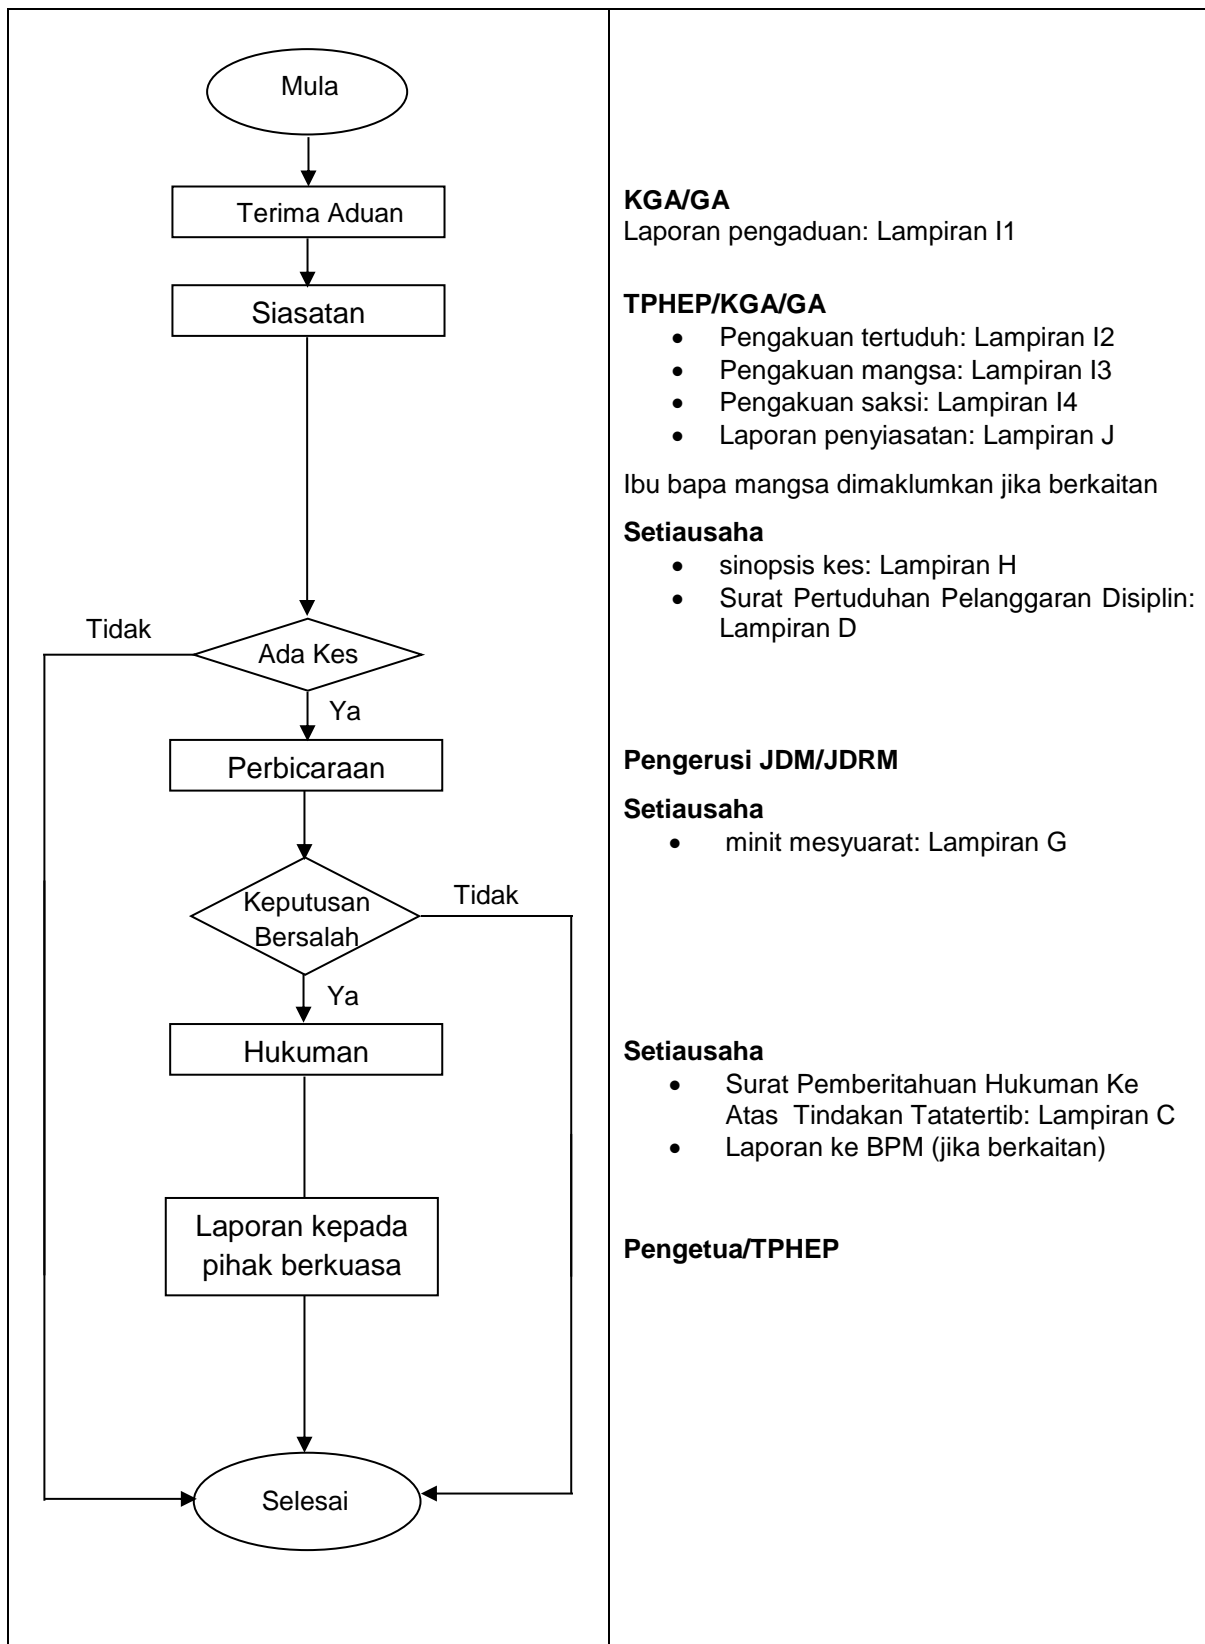 Mula
Terima Aduan
Siasatan
Tidak
Ada Kes
Ya
Perbicaraan
Keputusan
Bersalah
Tidak
Ya
Hukuman
Laporan kepada
pihak berkuasa
Selesai
KGA/GA
Laporan pengaduan: Lampiran I1
TPHEP/KGA/GA
• Pengakuan tertuduh: Lampiran I2
• Pengakuan mangsa: Lampiran I3
• Pengakuan saksi: Lampiran I4
• Laporan penyiasatan: Lampiran J
Ibu bapa mangsa dimaklumkan jika berkaitan
Setiausaha
• sinopsis kes: Lampiran H
• Surat Pertuduhan Pelanggaran Disiplin:
Lampiran D
Pengerusi JDM/JDRM
Setiausaha
• minit mesyuarat: Lampiran G
Setiausaha
• Surat Pemberitahuan Hukuman Ke
Atas Tindakan Tatatertib: Lampiran C
• Laporan ke BPM (jika berkaitan)
Pengetua/TPHEP